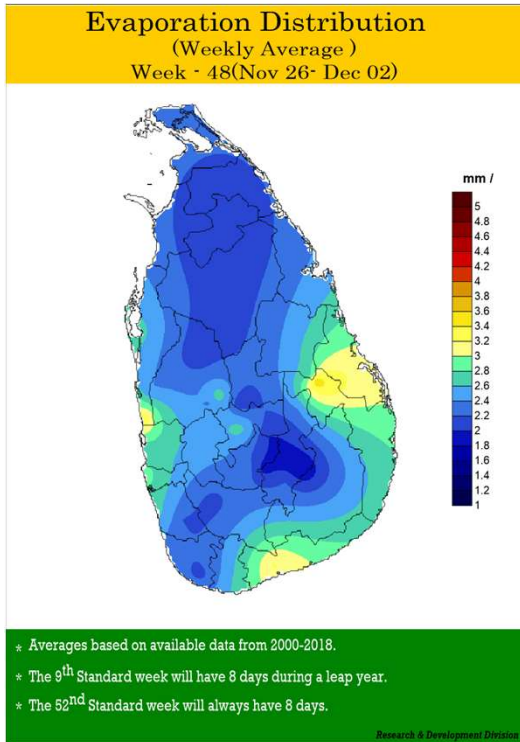 Evaporation Distribution
(Weekly Average )
Week - 48(Nov 26- Dec 02)
mm /
5
4.8
4.6
4.4
4.2
4
3.8
3.6
3.4
3.2
3
2.8
2.6
2.4
2.2
2
1.8
1.6
1.4
1.2
1
* Averages based on available data from 2000-2018.
* The 9th Standard week will have 8 days during a leap year.
* The 52nd Standard week will always have 8 days.
Research & Development Division